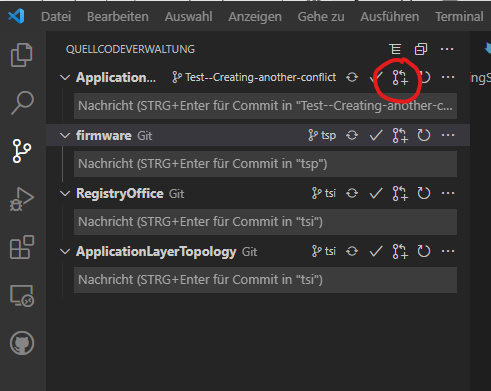 Datei Bearbeiten Auswahl Anzeigen Gehe zu Ausführen Terminal
QUELLCODEVERWALTUNG ...
Application... Test--Creating-another-conflict ...
Nachricht (STRG+Enter für Commit in "Test--Creating-another-c...
firmware Git tsp ...
Nachricht (STRG+Enter für Commit in "tsp")
RegistryOffice Git tsi ...
Nachricht (STRG+Enter für Commit in "tsi")
ApplicationLayerTopology Git tsi ...
Nachricht (STRG+Enter für Commit in "tsi")